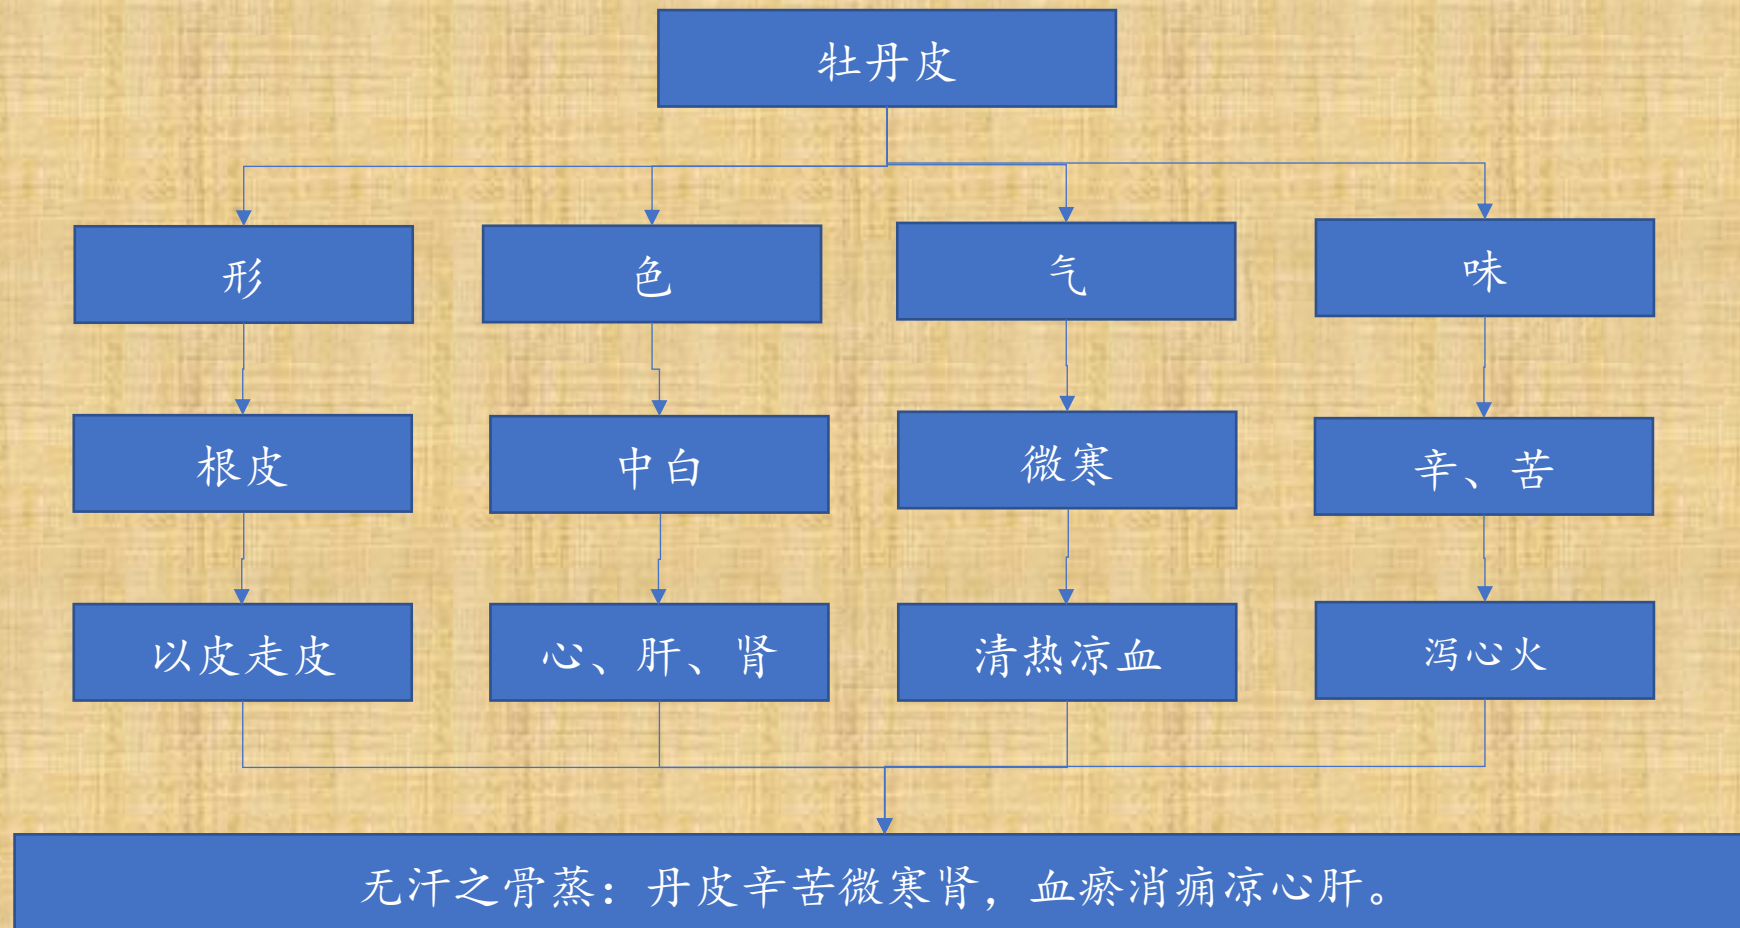 牡丹皮
形
色
气
味
根皮
中白
微寒
辛、苦
以皮走皮
心、肝、肾
清热凉血
泻心火
无汗之骨蒸：丹皮辛苦微寒肾，血瘀消痈凉心肝。